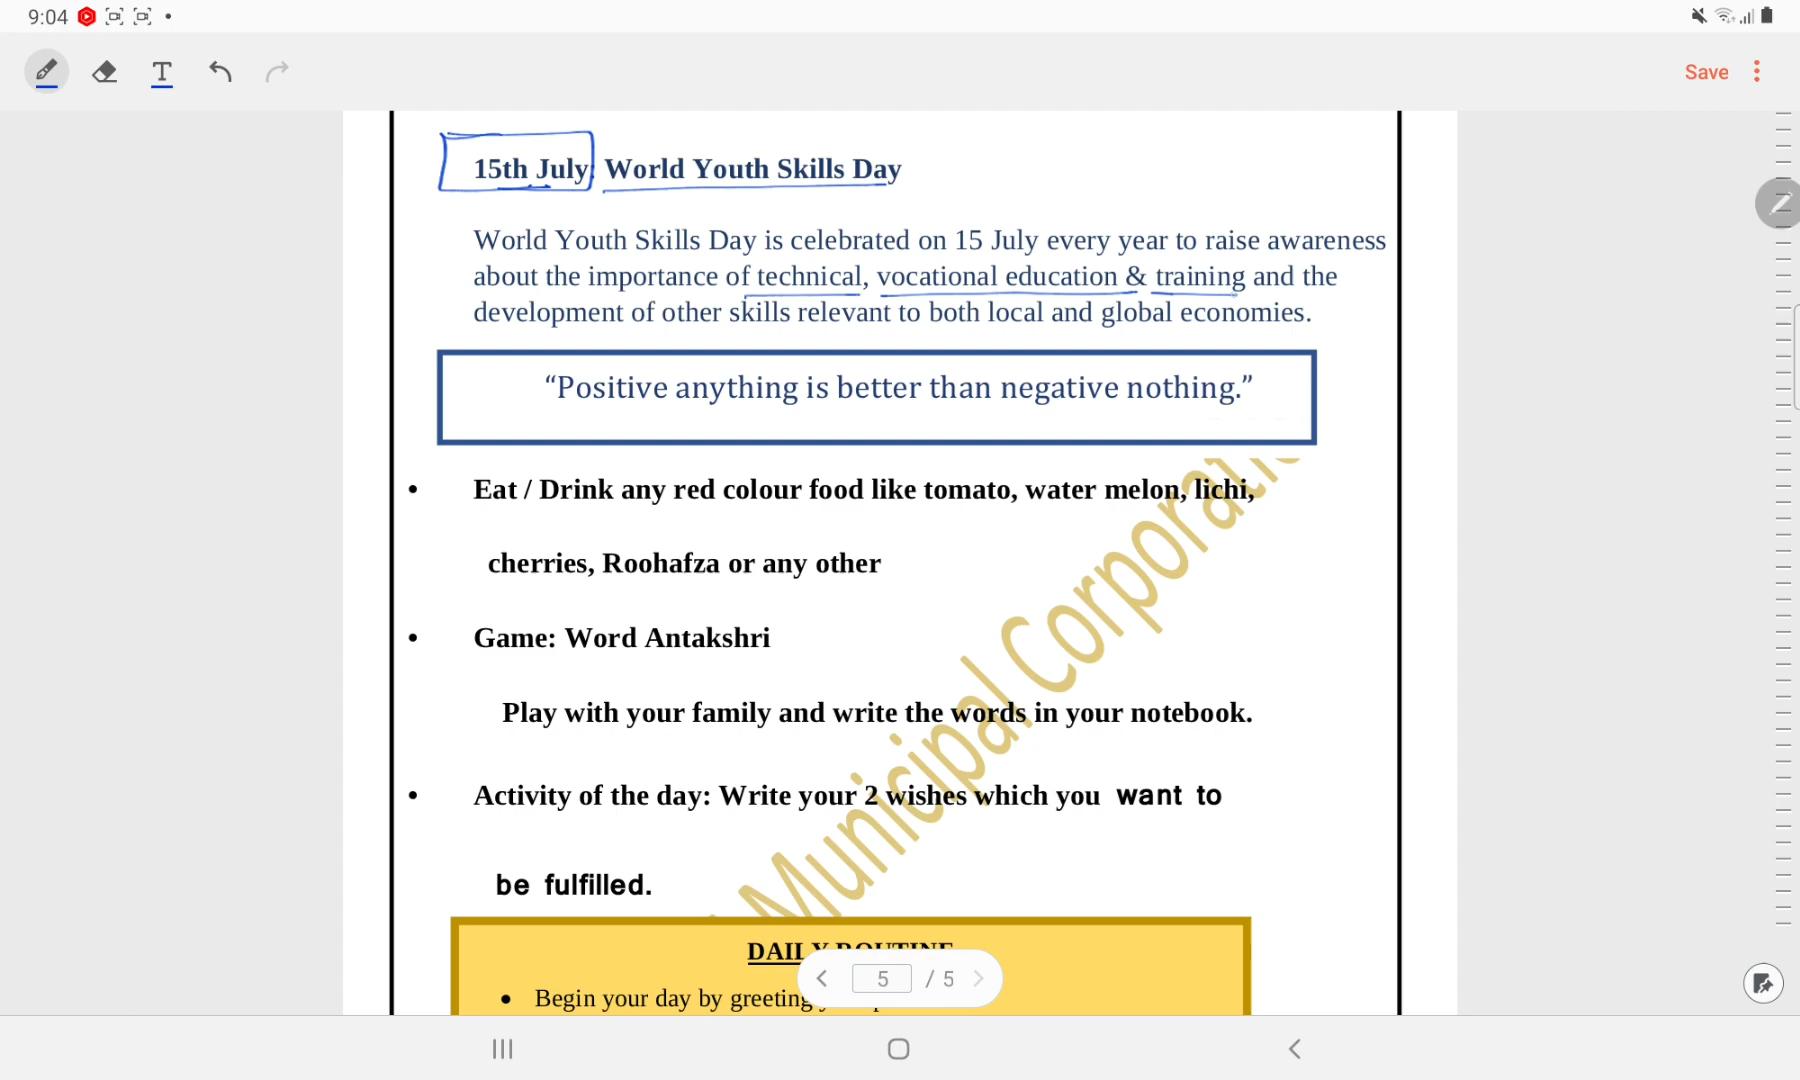 9:04
Save
15th July: World Youth Skills Day
World Youth Skills Day is celebrated on 15 July every year to raise awareness
about the importance of technical, vocational education & training and the
development of other skills relevant to both local and global economies.
“Positive anything is better than negative nothing.”
• Eat / Drink any red colour food like tomato, water melon, lichi,
cherries, Roohafza or any other
• Game: Word Antakshri
Play with your family and write the words in your notebook.
• Activity of the day: Write your 2 wishes which you want to
be fulfilled.
Municipal Corporati
DAILY ROUTINE
• Begin your day by greeting
5 / 5